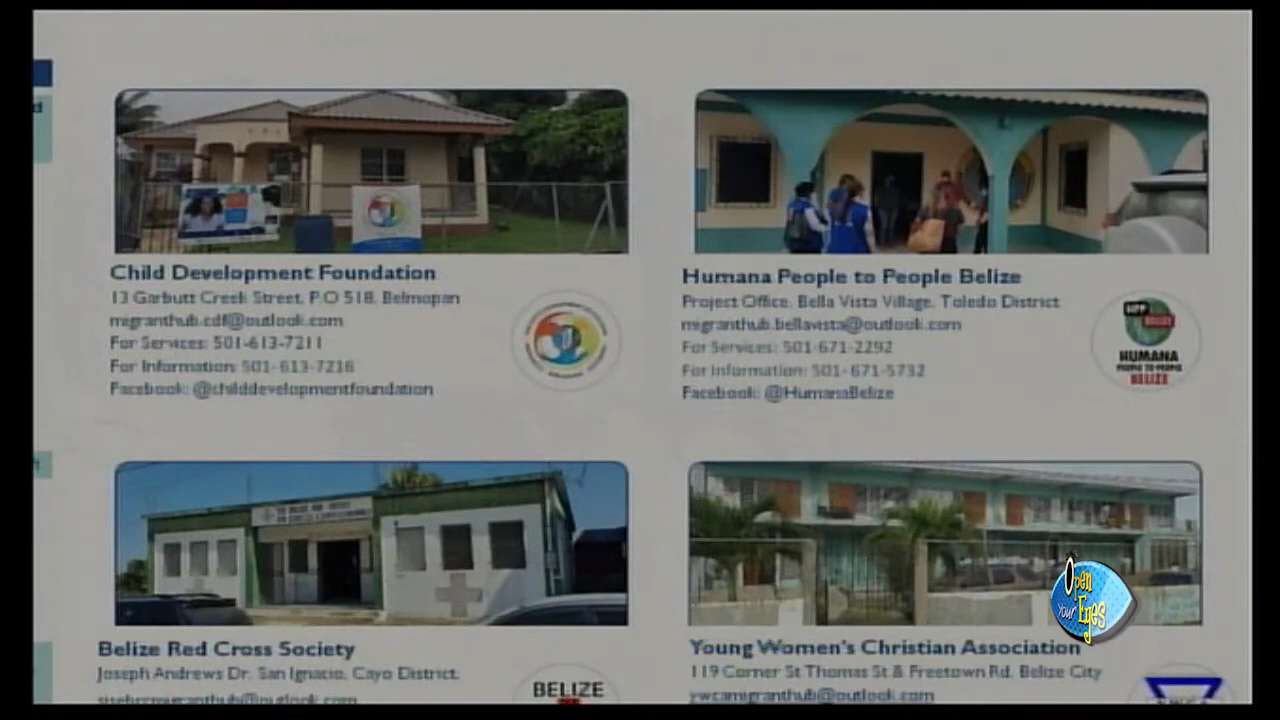 Child Development Foundation
13 Garbutt Creek Street, P.O 518, Belmopan
migranthub.cdf@outlook.com
For Services: 501-613-7211
For Information: 501-613-7216
Facebook: @childdevelopmentfoundation
Humana People to People Belize
Project Office, Bella Vista Village, Toledo District
migranthub.bellavista@outlook.com
For Services: 501-671-2292
For Information: 501-671-5732
Facebook: @HumanaBelize
HPP
BELIZE
HUMANA
PEOPLE TO PEOPLE
BELIZE
Belize Red Cross Society
Joseph Andrews Dr. San Ignacio, Cayo District.
BELIZE
Young Women's Christian Association
119 Corner St Thomas St & Freetown Rd, Belize City
ywcamigranthub@outlook.com
Open
Your
Eyes